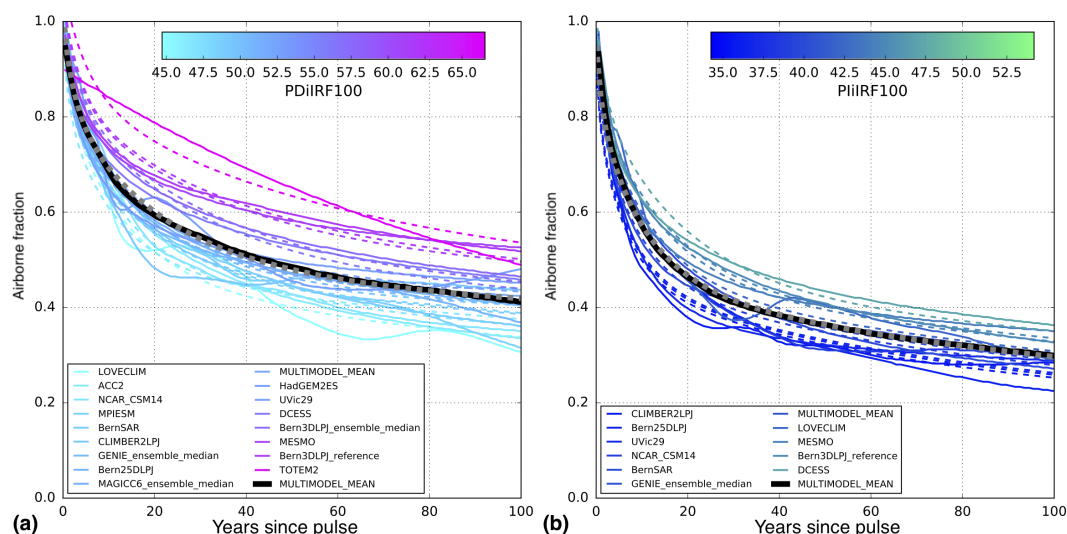 1.0
0.8
0.6
0.4
0.2
0.0
Airborne fraction
45.0 47.5 50.0 52.5 55.0 57.5 60.0 62.5 65.0
PDiIRF100
LOVECLIM
ACC2
NCAR_CSM14
MPIESM
BernSAR
CLIMBER2LPJ
GENIE_ensemble_median
Bern25DLPJ
MAGICC6_ensemble_median
MULTIMODEL_MEAN
HadGEM2ES
UVic29
DCESS
Bern3DLPJ_ensemble_median
MESMO
Bern3DLPJ_reference
TOTEM2
MULTIMODEL_MEAN
0 20 40 60 80 100
Years since pulse
(a)
1.0
0.8
0.6
0.4
0.2
0.0
Airborne fraction
35.0 37.5 40.0 42.5 45.0 47.5 50.0 52.5
PIiIRF100
CLIMBER2LPJ
Bern25DLPJ
UVic29
NCAR_CSM14
BernSAR
GENIE_ensemble_median
MULTIMODEL_MEAN
LOVECLIM
MESMO
Bern3DLPJ_reference
DCESS
MULTIMODEL_MEAN
0 20 40 60 80 100
Years since pulse
(b)